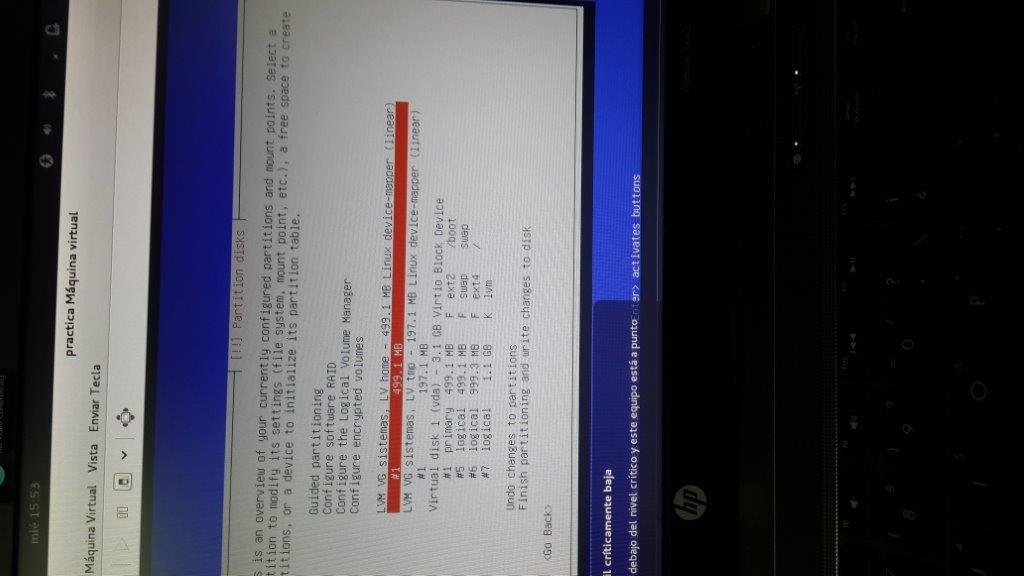 mié 15:53
practica Máquina virtual
Máquina Virtual Vista Enviar Tecla
[!!] Partition disks
s is an overview of your currently configured partitions and mount points. Select a
tition to modify its settings (file system, mount point, etc.), a free space to create
titions, or a device to initialize its partition table.
Guided partitioning
Configure software RAID
Configure the Logical Volume Manager
Configure encrypted volumes
LVM VG sistemas, LV home - 499.1 MB Linux device-mapper (linear)
#1 499.1 MB
LVM VG sistemas, LV tmp - 197.1 MB Linux device-mapper (linear)
#1 197.1 MB
Virtual disk 1 (vda) - 3.1 GB Virtio Block Device
#1 primary 499.1 MB F ext2 /boot
#5 logical 499.1 MB F swap swap
#6 logical 999.3 MB F ext4 /
#7 logical 1.1 GB K lvm
Undo changes to partitions
Finish partitioning and write changes to disk
<Go Back>
il críticamente baja
debajo del nivel crítico y este equipo está a punto
nter> activates buttons
hp
8 ( 9 ) 0 = ? ¿ ¡
O P